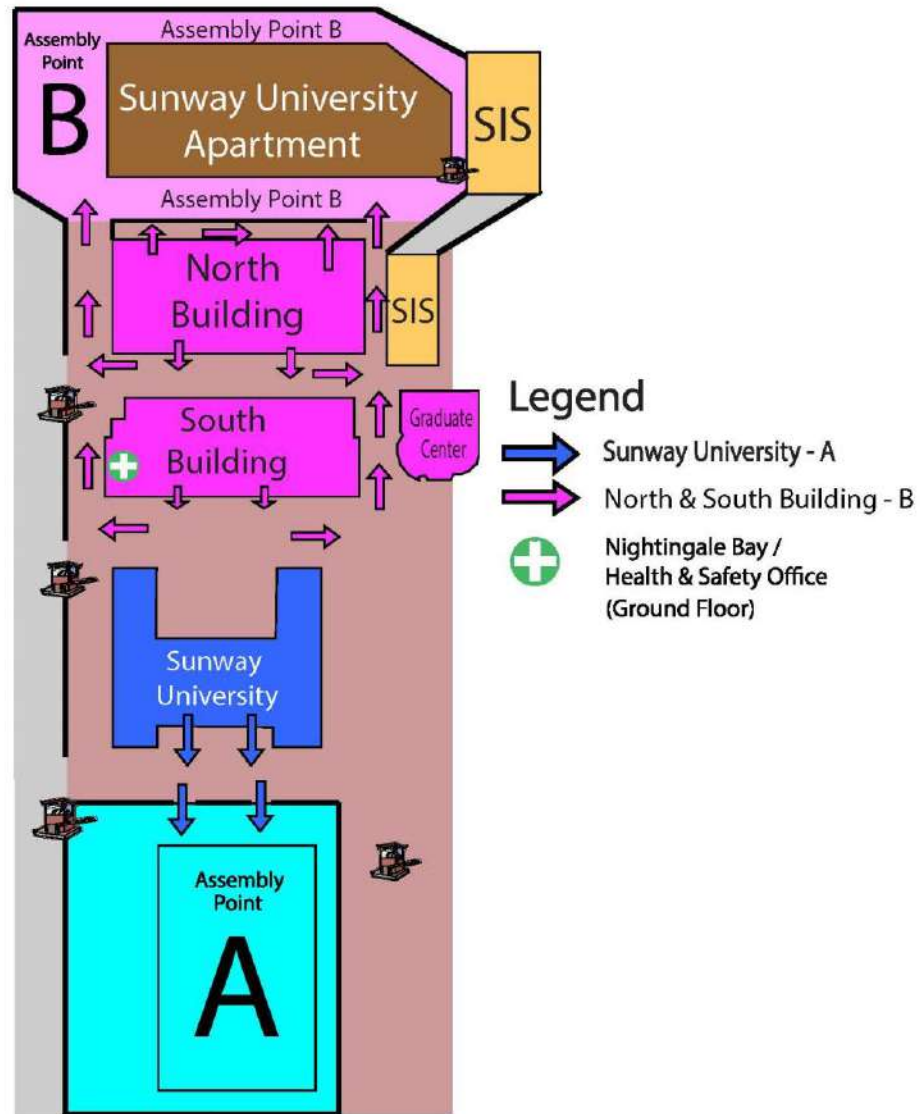 Assembly Point B
Assembly
Point
B
Sunway University
Apartment
SIS
Assembly Point B
North
Building
SIS
South
Building
Graduate
Center
Legend
Sunway University - A
North & South Building - B
Nightingale Bay /
Health & Safety Office
(Ground Floor)
Sunway
University
Assembly
Point
A